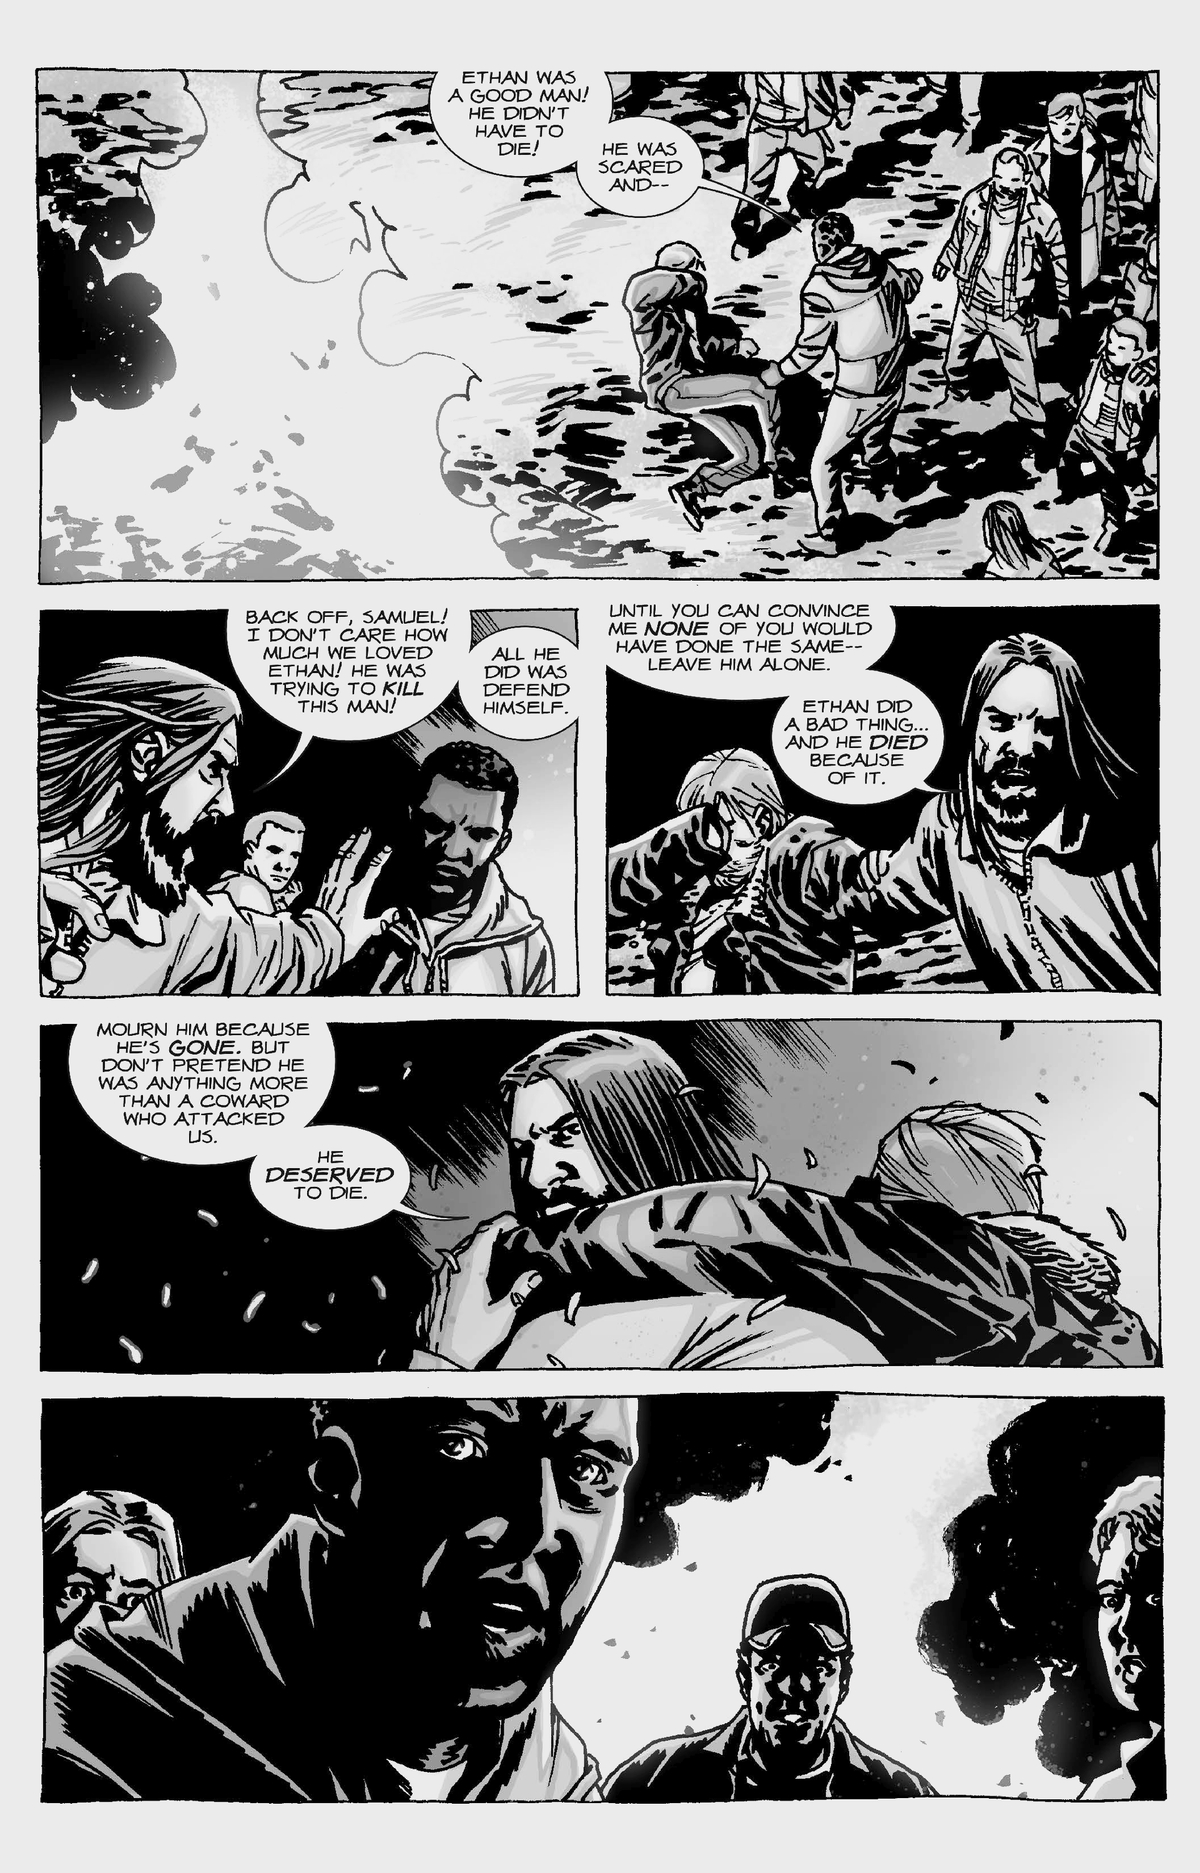 ETHAN WAS
A GOOD MAN!
HE DIDN'T
HAVE TO
DIE!
HE WAS
SCARED
AND--
BACK OFF, SAMUEL!
I DON'T CARE HOW
MUCH WE LOVED
ETHAN! HE WAS
TRYING TO KILL
THIS MAN!
ALL HE
DID WAS
DEFEND
HIMSELF.
UNTIL YOU CAN CONVINCE
ME NONE OF YOU WOULD
HAVE DONE THE SAME--
LEAVE HIM ALONE.
ETHAN DID
A BAD THING...
AND HE DIED
BECAUSE
OF IT.
MOURN HIM BECAUSE
HE'S GONE. BUT
DON'T PRETEND HE
WAS ANYTHING MORE
THAN A COWARD
WHO ATTACKED
US.
HE
DESERVED
TO DIE.